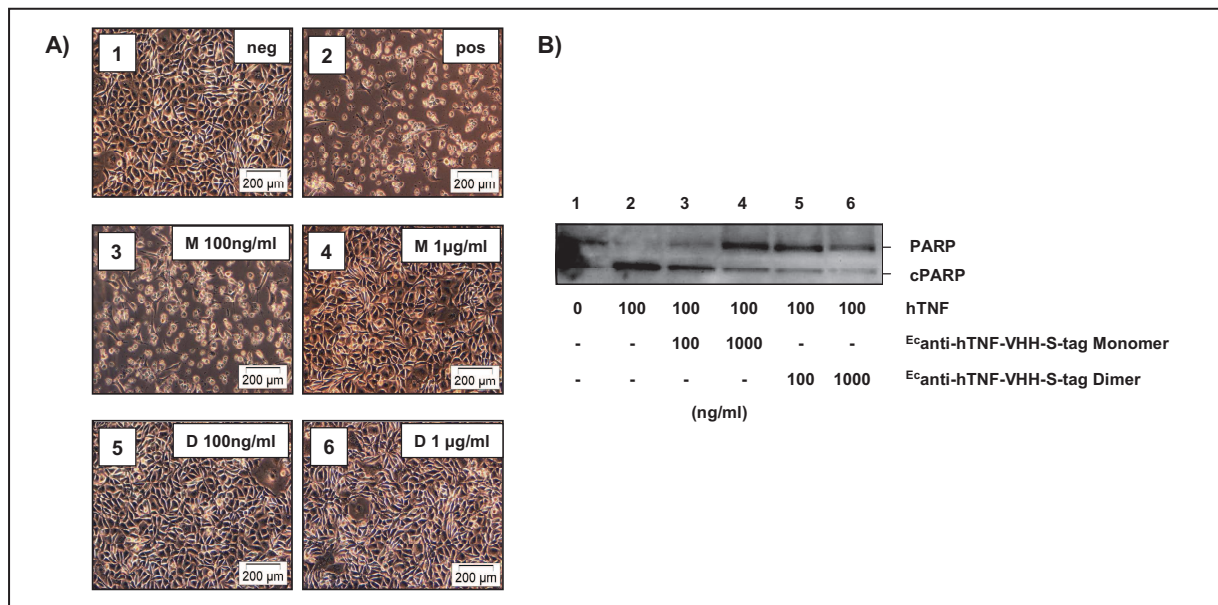 A)
1
neg
200 µm
2
pos
200 µm
3
M 100ng/ml
200 µm
4
M 1µg/ml
200 µm
5
D 100ng/ml
200 µm
6
D 1 µg/ml
200 µm
B)
1 2 3 4 5 6
PARP
cPARP
0 100 100 100 100 100 hTNF
- - 100 1000 - - Ecanti-hTNF-VHH-S-tag Monomer
- - - - 100 1000 Ecanti-hTNF-VHH-S-tag Dimer
(ng/ml)